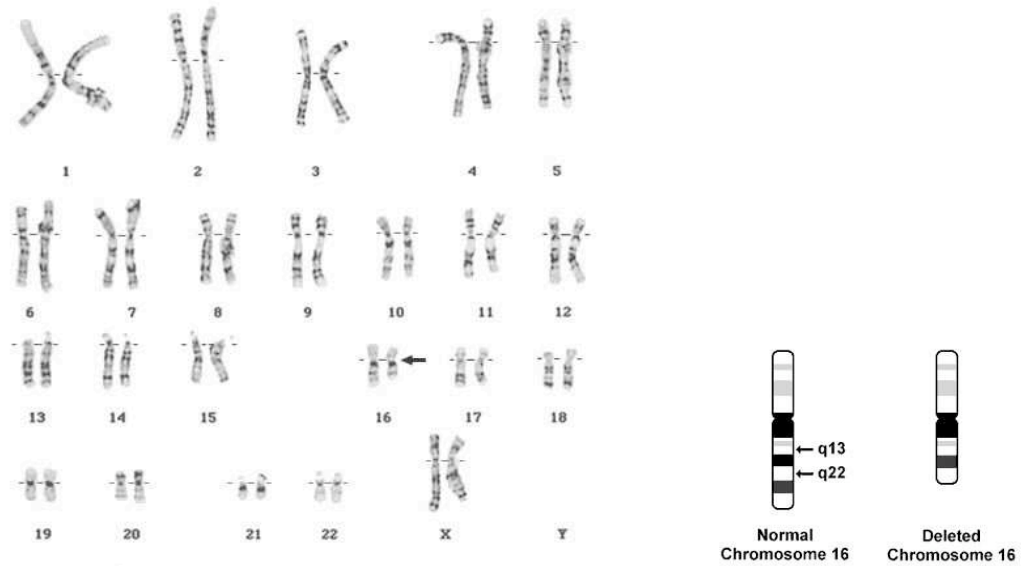 1 2 3 4 5
6 7 8 9 10 11 12
13 14 15 16 17 18
19 20 21 22 X Y
q13
q22
Normal
Chromosome 16
Deleted
Chromosome 16